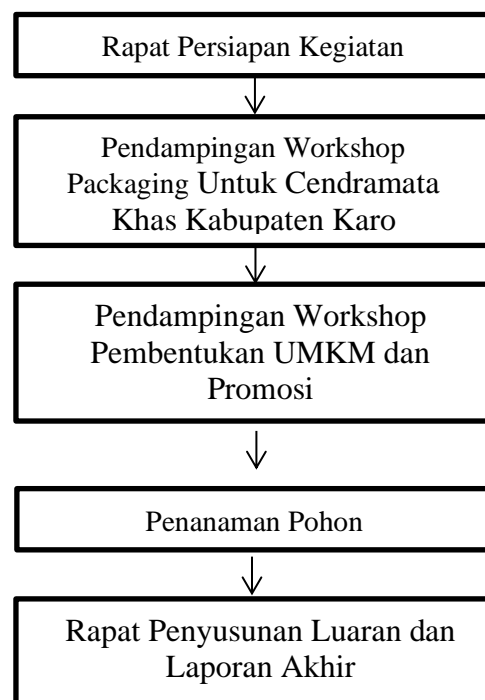 Rapat Persiapan Kegiatan
Pendampingan Workshop
Packaging Untuk Cendramata
Khas Kabupaten Karo
Pendampingan Workshop
Pembentukan UMKM dan
Promosi
Penanaman Pohon
Rapat Penyusunan Luaran dan
Laporan Akhir